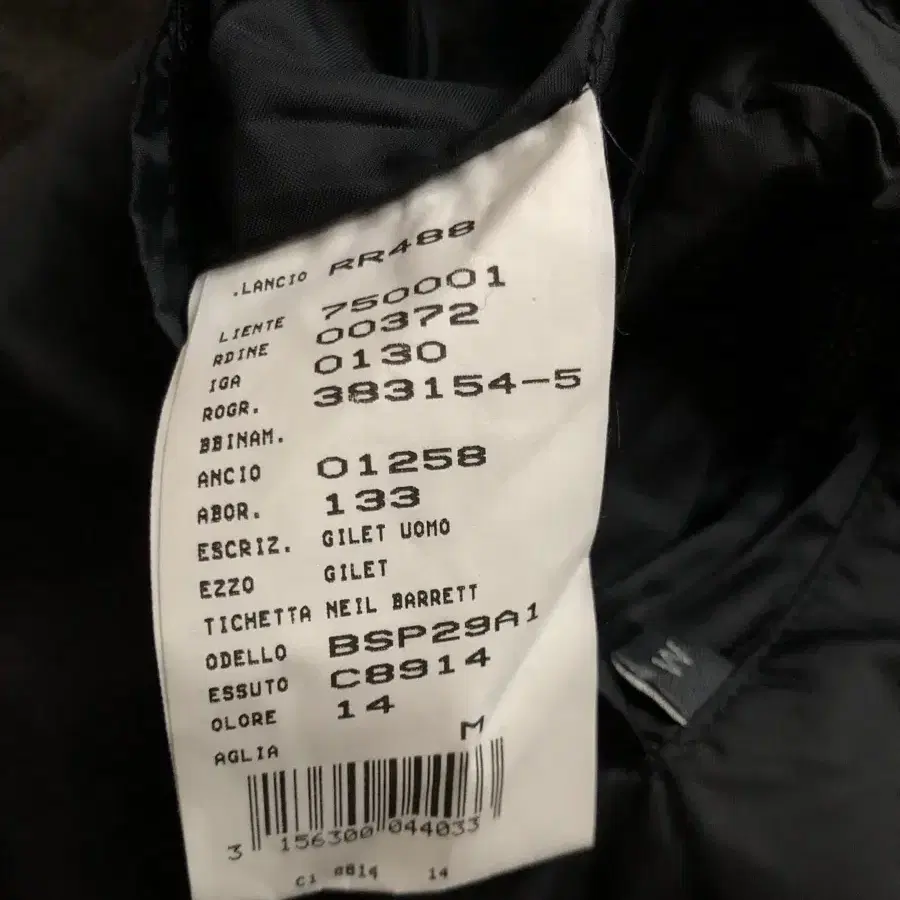 .LANCIO RR488
LIENTE 750001
RDINE 00372
IGA 0130
ROGR. 383154-5
BBINAM.
ANCIO 01258
ABOR. 133
ESCRIZ. GILET UOMO
EZZO GILET
TICHETTA NEIL BARRETT
ODELLO BSP29A1
ESSUTO C8914
OLORE 14
AGLIA M
3 156300 044033
14
M